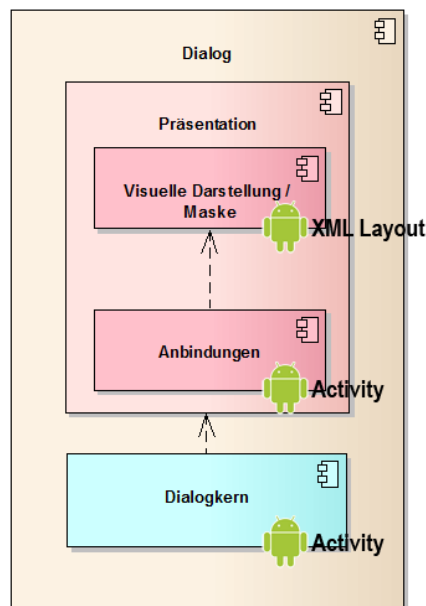 Dialog
Präsentation
Visuelle Darstellung /
Maske
XML Layout
Anbindungen
Activity
Dialogkern
Activity